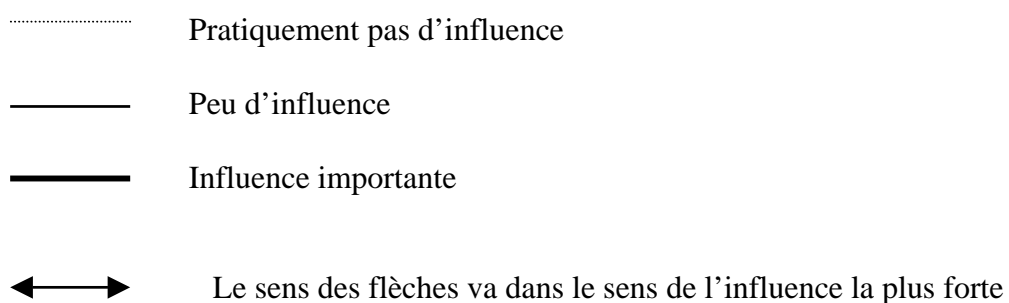 Pratiquement pas d’influence
Peu d’influence
Influence importante
Le sens des flèches va dans le sens de l’influence la plus forte